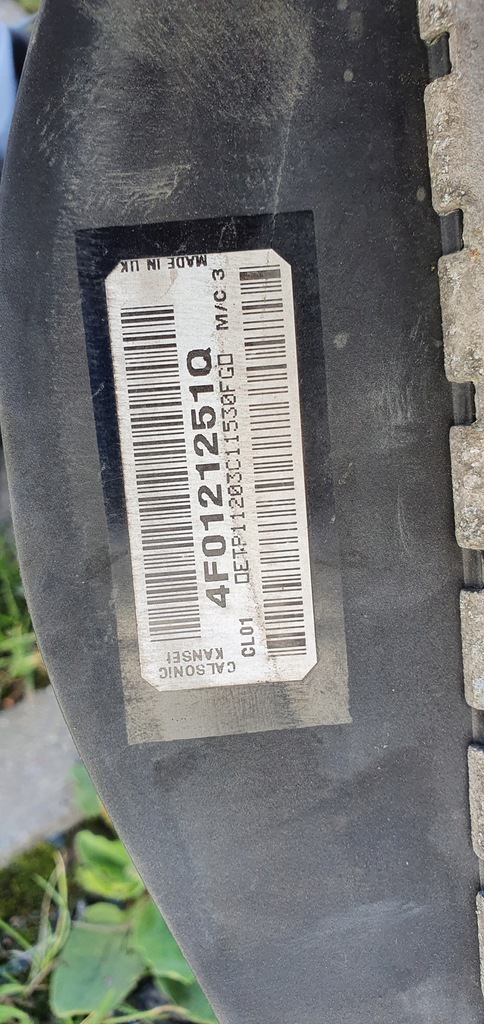 CALSONIC
KANSEI
MADE IN UK
4F0121251Q
DETP11203C11530FGD
CL01
M/C 3